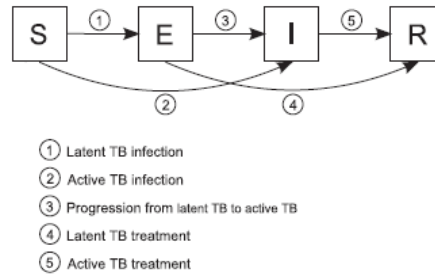 S E I R
1 3 5
2 4
1 Latent TB infection
2 Active TB infection
3 Progression from latent TB to active TB
4 Latent TB treatment
5 Active TB treatment